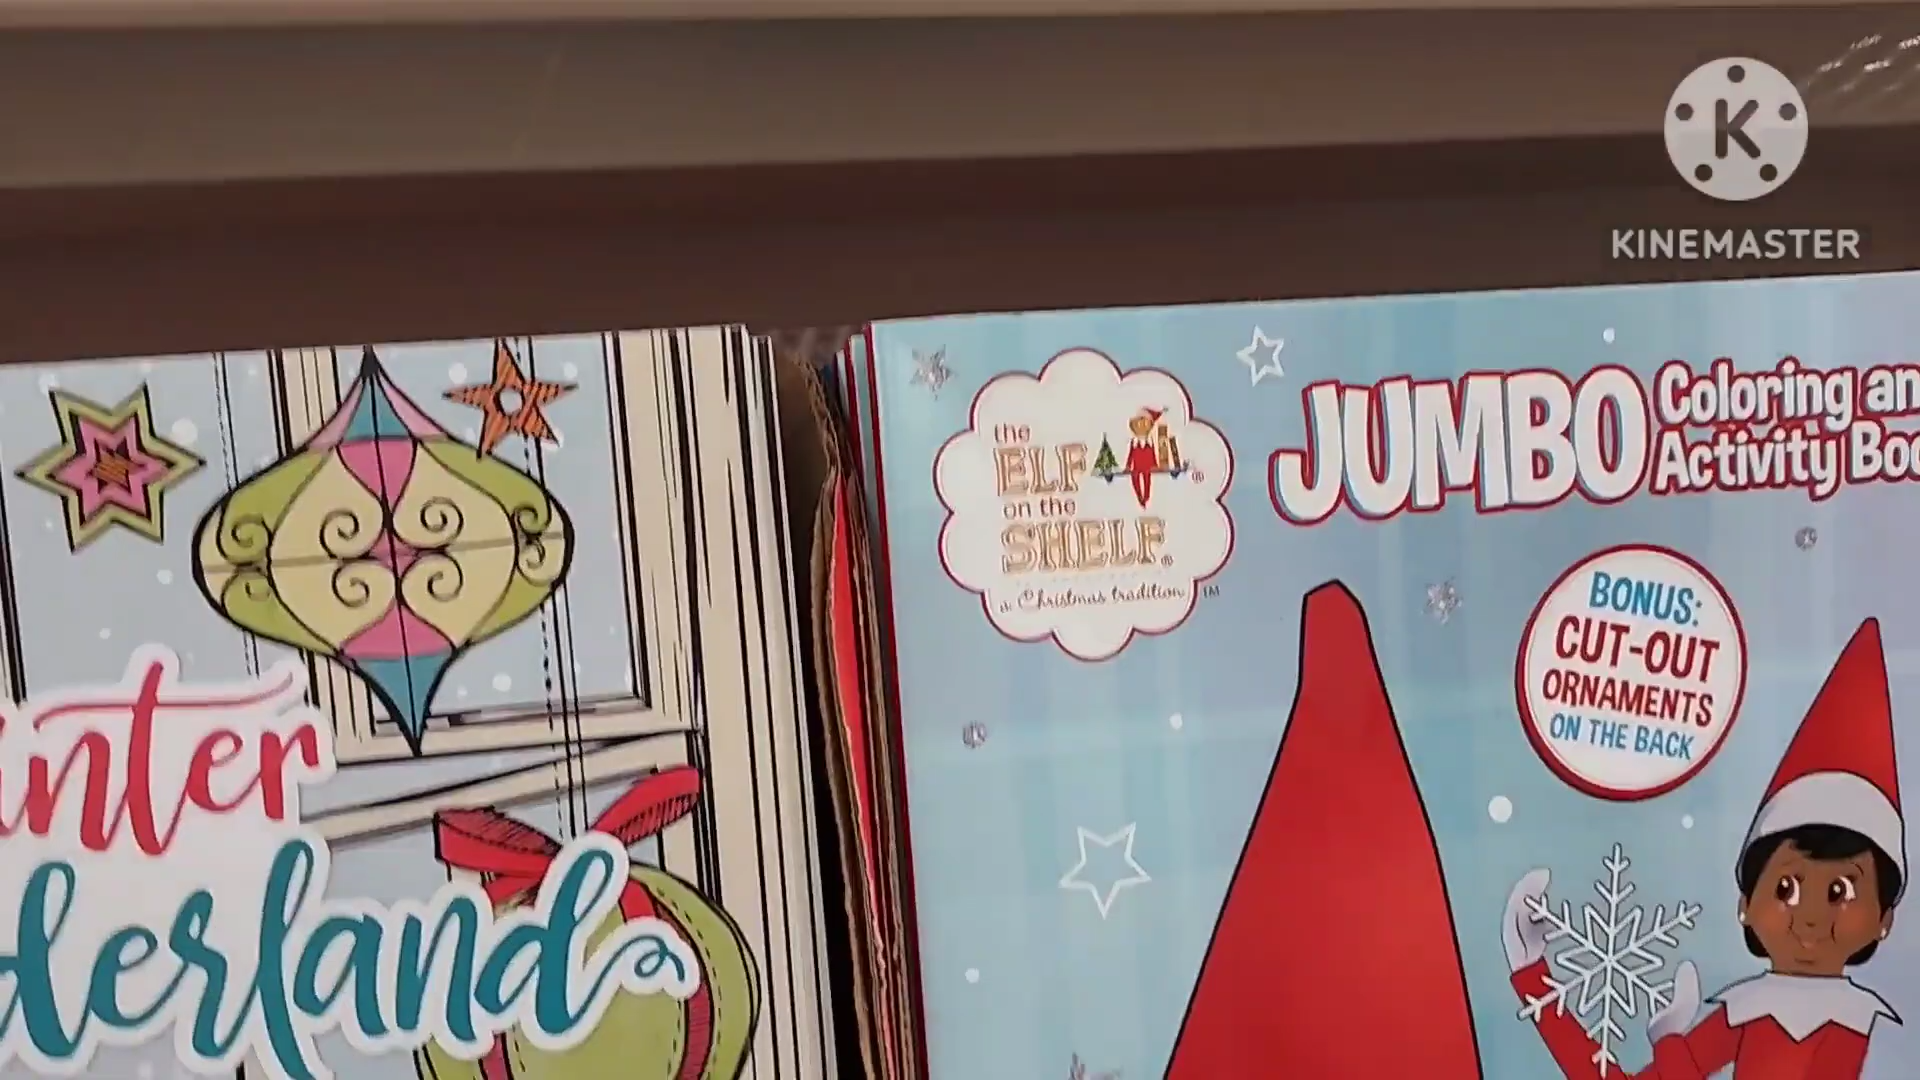 K
KINEMASTER
the
ELF
on the
SHELF
a Christmas tradition
JUMBO
Coloring an
Activity Boo
BONUS:
CUT-OUT
ORNAMENTS
ON THE BACK
inter
derland